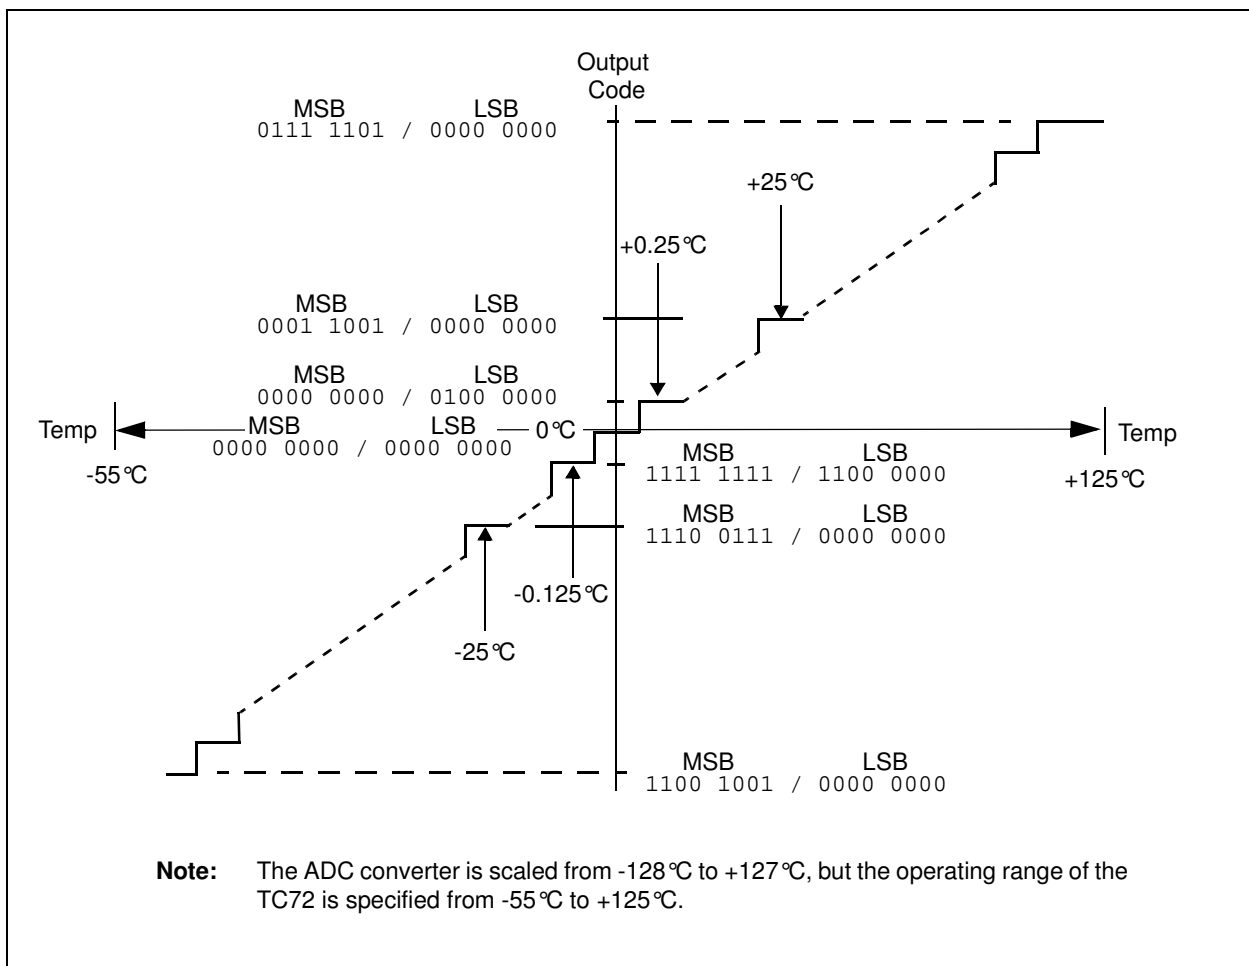 Output
Code
MSB LSB
0111 1101 / 0000 0000
+25°C
+0.25°C
MSB LSB
0001 1001 / 0000 0000
MSB LSB
0000 0000 / 0100 0000
Temp MSB LSB 0°C Temp
0000 0000 / 0000 0000
-55°C
+125°C
MSB LSB
1111 1111 / 1100 0000
MSB LSB
1110 0111 / 0000 0000
-0.125°C
-25°C
MSB LSB
1100 1001 / 0000 0000
Note: The ADC converter is scaled from -128°C to +127°C, but the operating range of the
TC72 is specified from -55°C to +125°C.